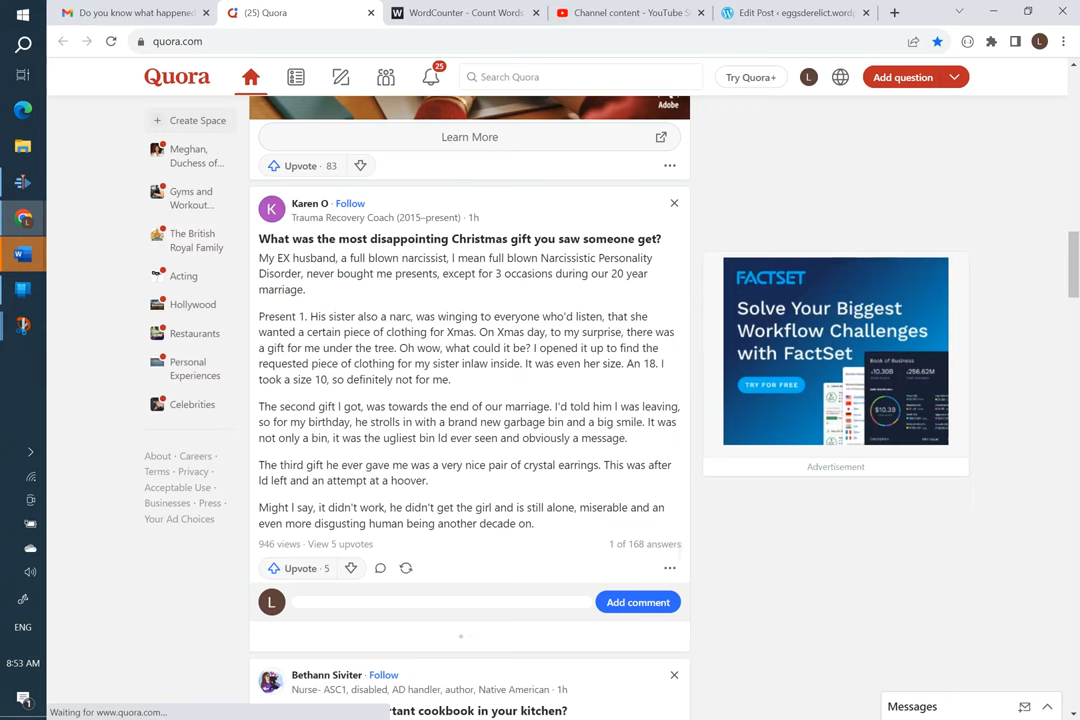 Do you know what happened
(25) Quora
WordCounter - Count Words
Channel content - YouTube S
Edit Post ‹ eggsderelict.wordp
quora.com
Quora
25
Search Quora
Try Quora+
L
Add question
Adobe
Learn More
Upvote · 83
Create Space
Meghan,
Duchess of...
Gyms and
Workout...
The British
Royal Family
Acting
Hollywood
Restaurants
Personal
Experiences
Celebrities
About · Careers ·
Terms · Privacy ·
Acceptable Use ·
Businesses · Press ·
Your Ad Choices
K
Karen O · Follow
Trauma Recovery Coach (2015–present) · 1h
What was the most disappointing Christmas gift you saw someone get?
My EX husband, a full blown narcissist, I mean full blown Narcissistic Personality
Disorder, never bought me presents, except for 3 occasions during our 20 year
marriage.
Present 1. His sister also a narc, was winging to everyone who'd listen, that she
wanted a certain piece of clothing for Xmas. On Xmas day, to my surprise, there was
a gift for me under the tree. Oh wow, what could it be? I opened it up to find the
requested piece of clothing for my sister inlaw inside. It was even her size. An 18. I
took a size 10, so definitely not for me.
The second gift I got, was towards the end of our marriage. I'd told him I was leaving,
so for my birthday, he strolls in with a brand new garbage bin and a big smile. It was
not only a bin, it was the ugliest bin Id ever seen and obviously a message.
The third gift he ever gave me was a very nice pair of crystal earrings. This was after
Id left and an attempt at a hoover.
Might I say, it didn't work, he didn't get the girl and is still alone, miserable and an
even more disgusting human being another decade on.
946 views · View 5 upvotes
1 of 168 answers
Upvote · 5
L
Add comment
Bethann Siviter · Follow
Nurse- ASC1, disabled, AD handler, author, Native American · 1h
rtant cookbook in your kitchen?
FACTSET
Solve Your Biggest
Workflow Challenges
with FactSet
TRY FOR FREE
Book of Business
10.30B
256.62M
$10.3B
Advertisement
Messages
ENG
8:53 AM
1
Waiting for www.quora.com...